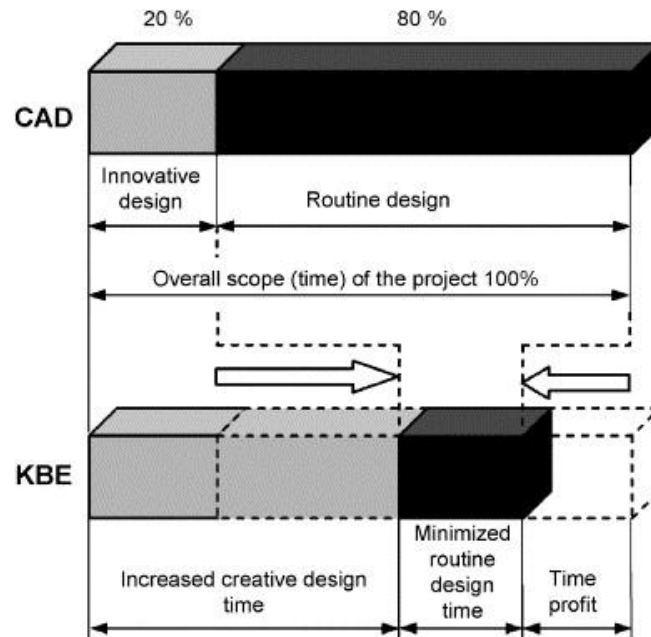 20 % 80 %
CAD
Innovative
design
Routine design
Overall scope (time) of the project 100%
KBE
Increased creative design
time
Minimized
routine
design
time
Time
profit